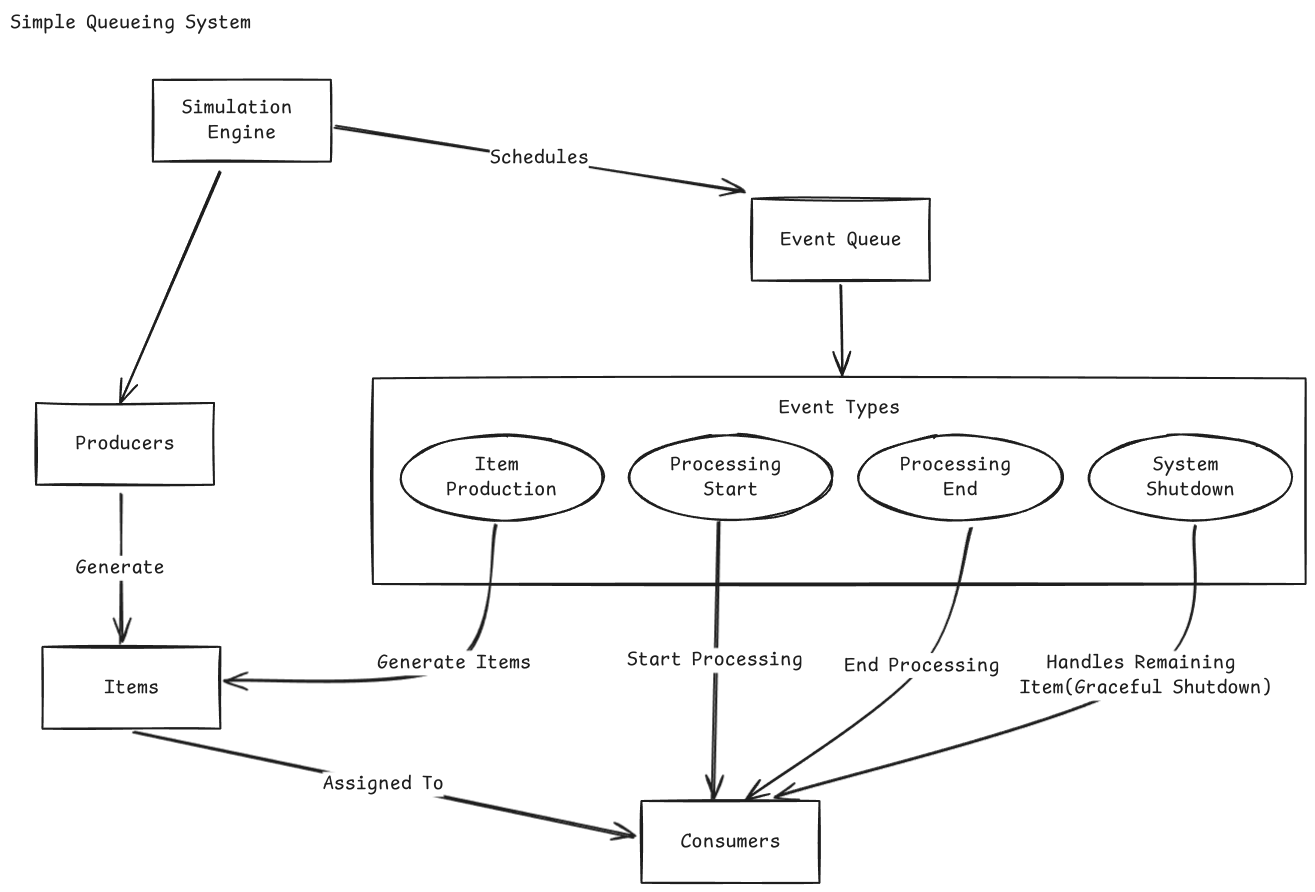 Simple Queueing System
Simulation
Engine
Schedules
Event Queue
Producers
Event Types
Item
Production
Processing
Start
Processing
End
System
Shutdown
Generate
Items
Generate Items
Start Processing
End Processing
Handles Remaining
Item(Graceful Shutdown)
Assigned To
Consumers